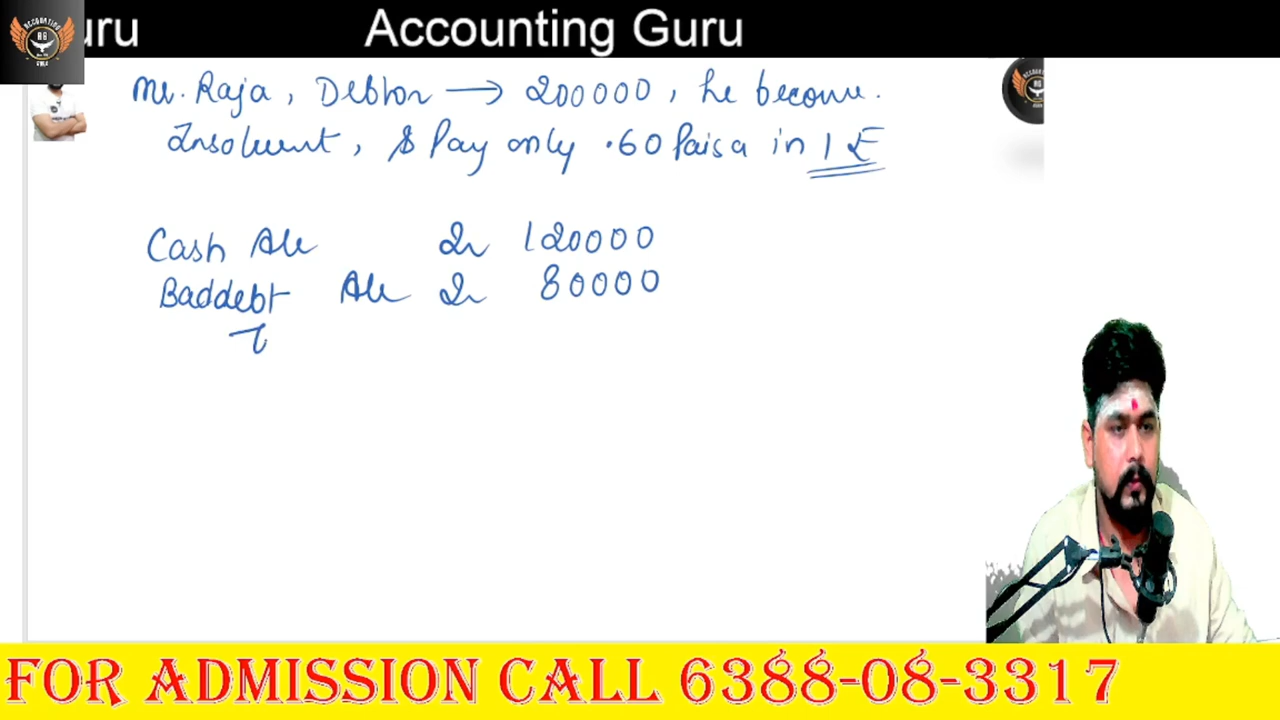 uru
Accounting Guru
Mr. Raja, Debtor → 200000, he become.
Insolvent, & Pay only .60 Paisa in 1 ₹
Cash A/c Dr 120000
Baddebt A/c Dr 80000
T
FOR ADMISSION CALL 6388-08-3317